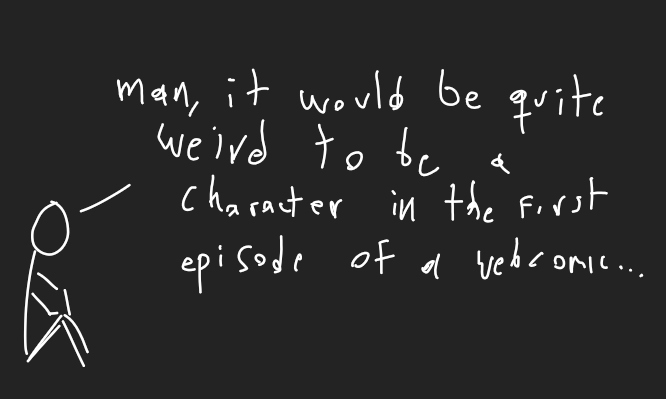 man, it would be quite
weird to be a
character in the first
episode of a webcomic...